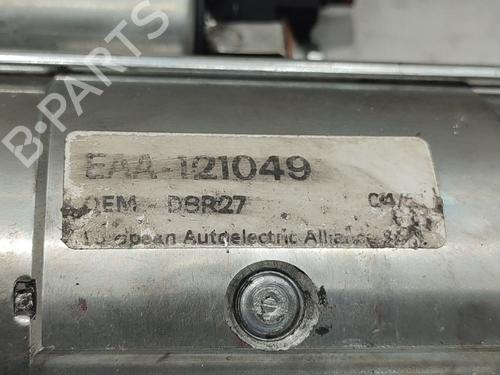 B-PARTS
EAA-121049
OEM - D8R27
European Autoelectric Alliance